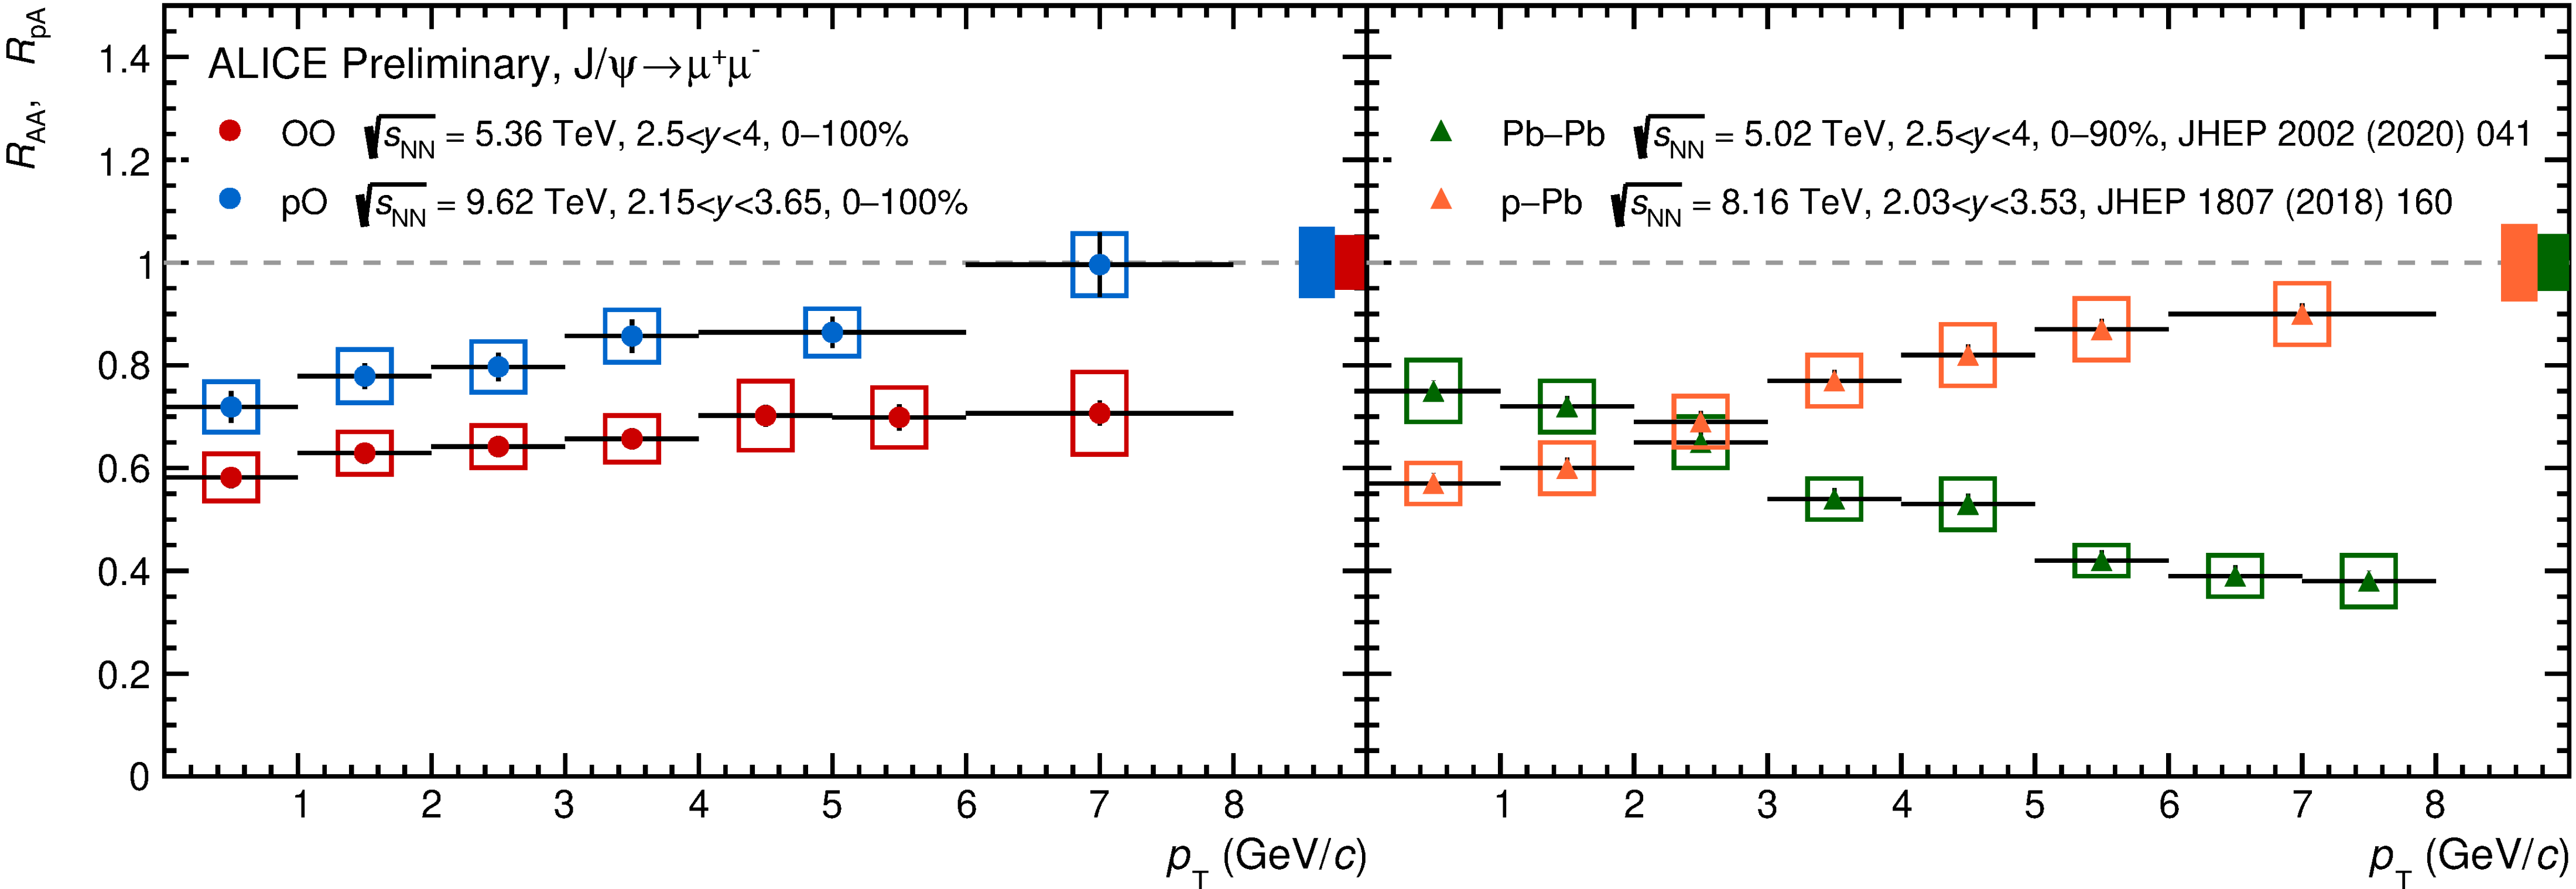 R_AA, R_pA
1.4
1.2
1
0.8
0.6
0.4
0.2
0
ALICE Preliminary, J/ψ→μ⁺μ⁻
OO √s_NN = 5.36 TeV, 2.5<y<4, 0–100%
pO √s_NN = 9.62 TeV, 2.15<y<3.65, 0–100%
1 2 3 4 5 6 7 8
p_T (GeV/c)
Pb–Pb √s_NN = 5.02 TeV, 2.5<y<4, 0–90%, JHEP 2002 (2020) 041
p–Pb √s_NN = 8.16 TeV, 2.03<y<3.53, JHEP 1807 (2018) 160
1 2 3 4 5 6 7 8
p_T (GeV/c)